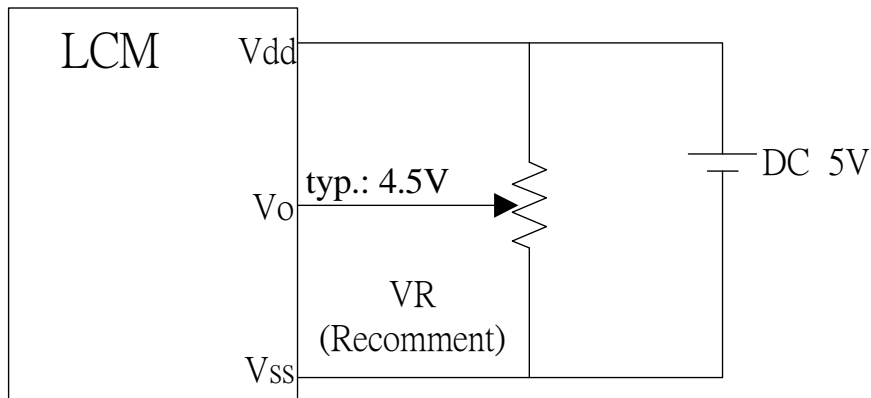 LCM
Vdd
DC 5V
typ.: 4.5V
Vo
VR
(Recomment)
Vss